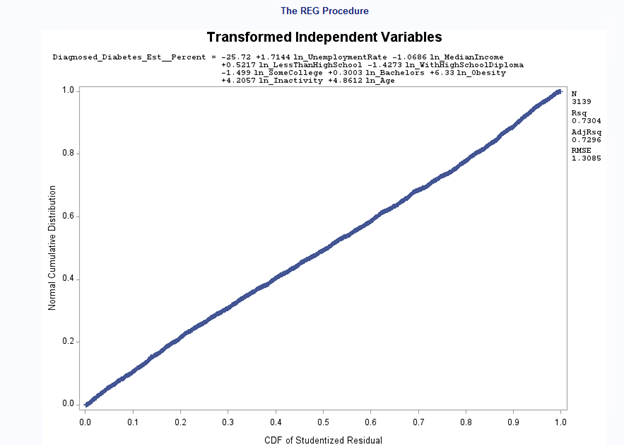 The REG Procedure
Transformed Independent Variables
Diagnosed_Diabetes_Est__Percent = -25.72 +1.7144 ln_UnemploymentRate -1.0686 ln_MedianIncome
+0.5217 ln_LessThanHighSchool -1.4273 ln_WithHighSchoolDiploma
-1.499 ln_SomeCollege +0.3003 ln_Bachelors +6.33 ln_Obesity
+4.2057 ln_Inactivity +4.8612 ln_Age
N
3139
Rsq
0.7304
AdjRsq
0.7296
RMSE
1.3085
Normal Cumulative Distribution
1.0
0.8
0.6
0.4
0.2
0.0
0.0 0.1 0.2 0.3 0.4 0.5 0.6 0.7 0.8 0.9 1.0
CDF of Studentized Residual